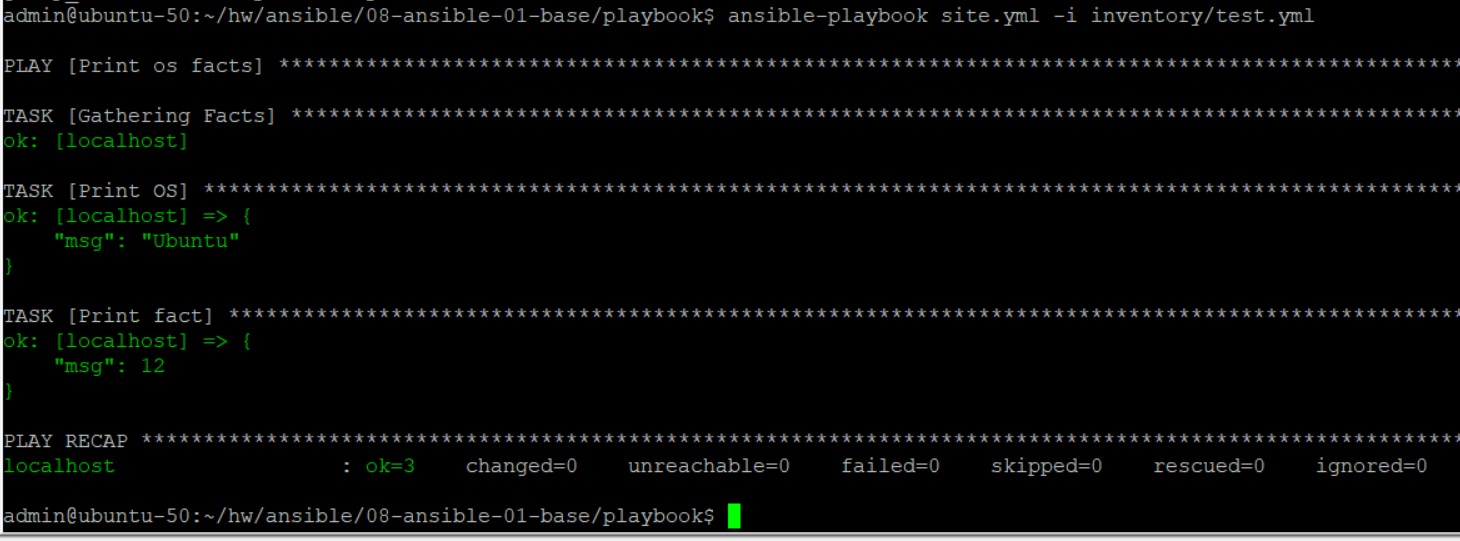 admin@ubuntu-50:~/hw/ansible/08-ansible-01-base/playbook$ ansible-playbook site.yml -i inventory/test.yml
PLAY [Print os facts] **********************************************************************************************
TASK [Gathering Facts] *********************************************************************************************
ok: [localhost]
TASK [Print OS] ****************************************************************************************************
ok: [localhost] => {
    "msg": "Ubuntu"
}
TASK [Print fact] **************************************************************************************************
ok: [localhost] => {
    "msg": 12
}
PLAY RECAP *********************************************************************************************************
localhost                  : ok=3    changed=0    unreachable=0    failed=0    skipped=0    rescued=0    ignored=0
admin@ubuntu-50:~/hw/ansible/08-ansible-01-base/playbook$